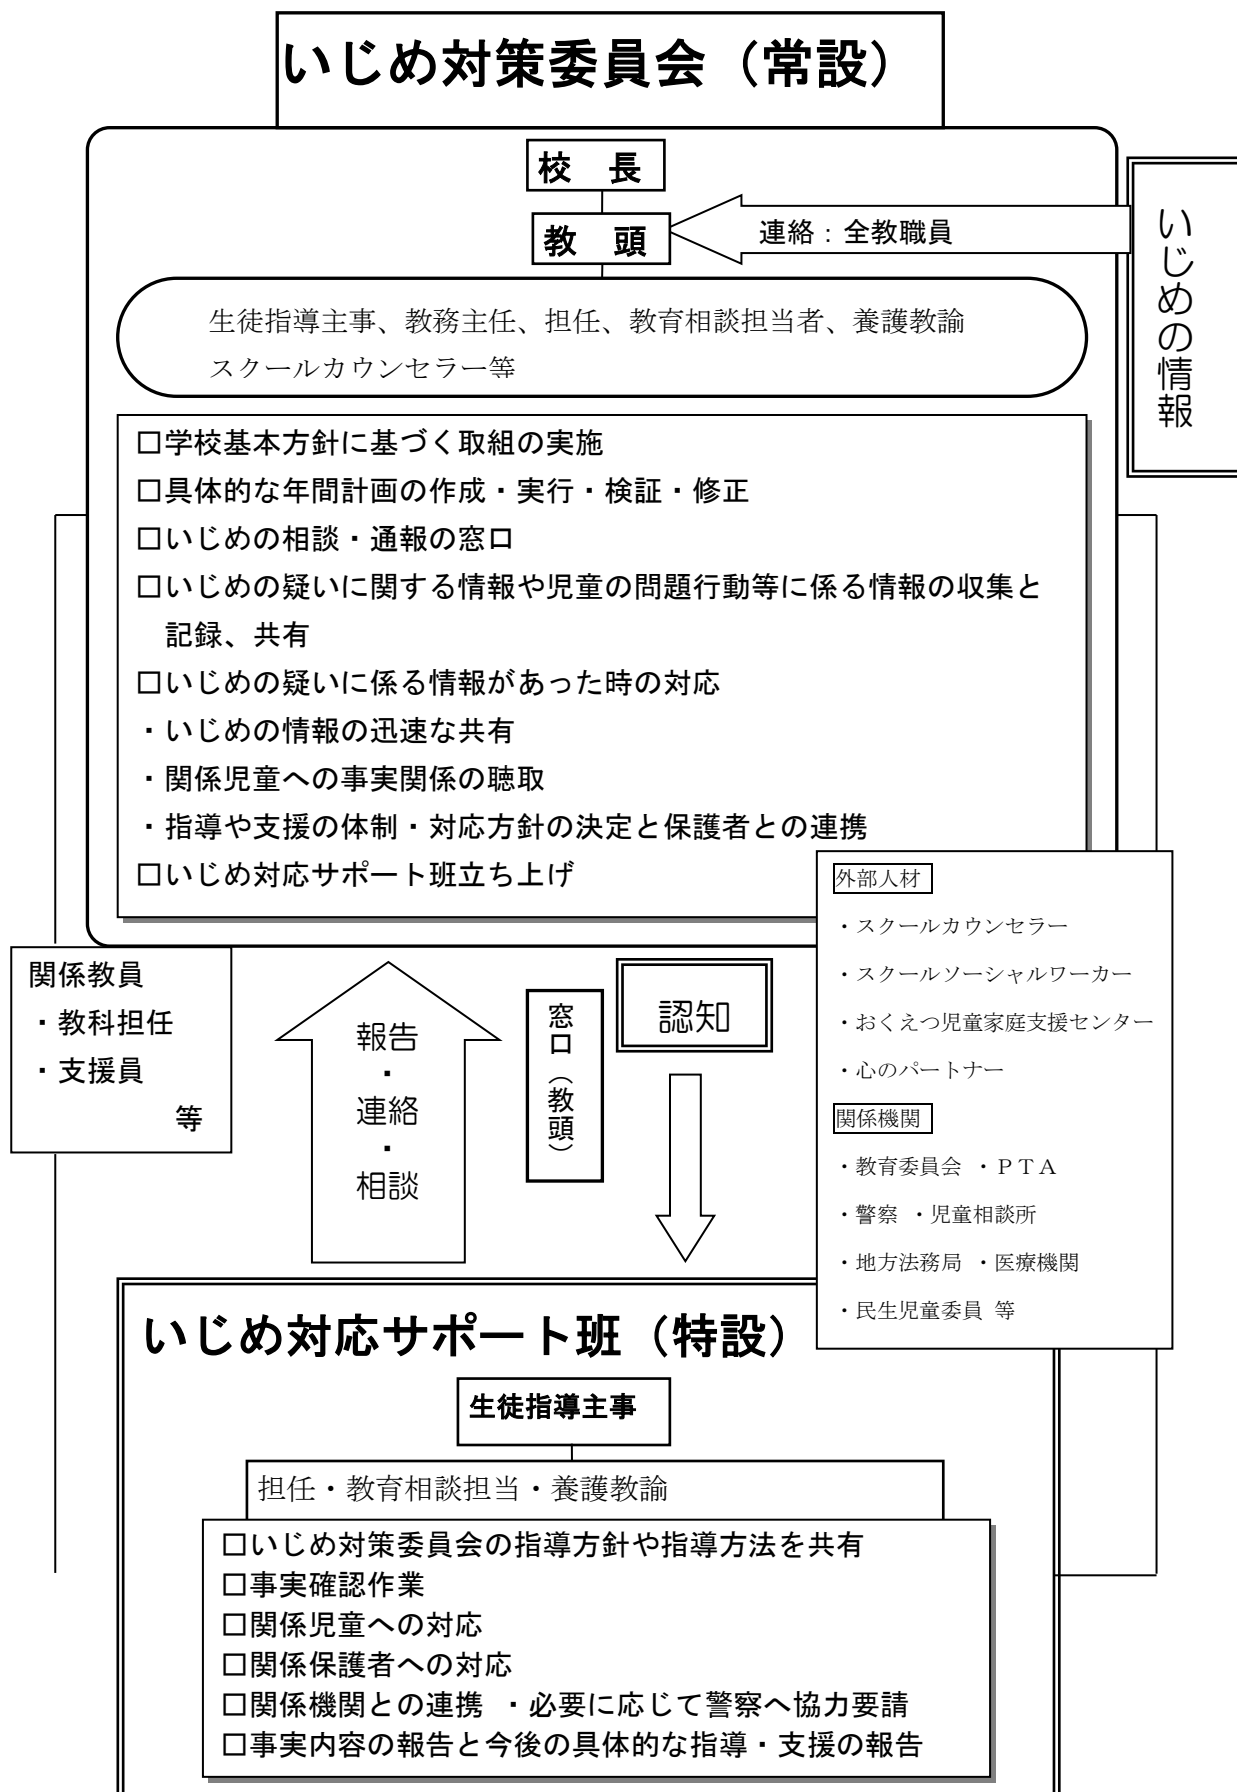 いじめ対策委員会（常設）
校　長
教　頭
連絡：全教職員
いじめの情報
生徒指導主事、教務主任、担任、教育相談担当者、養護教諭
スクールカウンセラー等
□学校基本方針に基づく取組の実施
□具体的な年間計画の作成・実行・検証・修正
□いじめの相談・通報の窓口
□いじめの疑いに関する情報や児童の問題行動等に係る情報の収集と
記録、共有
□いじめの疑いに係る情報があった時の対応
・いじめの情報の迅速な共有
・関係児童への事実関係の聴取
・指導や支援の体制・対応方針の決定と保護者との連携
□いじめ対応サポート班立ち上げ
関係教員
・教科担任
・支援員
等
報告
・
連絡
・
相談
窓口（教頭）
認知
外部人材
・スクールカウンセラー
・スクールソーシャルワーカー
・おくえつ児童家庭支援センター
・心のパートナー
関係機関
・教育委員会 ・ＰＴＡ
・警察 ・児童相談所
・地方法務局 ・医療機関
・民生児童委員 等
いじめ対応サポート班（特設）
生徒指導主事
担任・教育相談担当・養護教諭
□いじめ対策委員会の指導方針や指導方法を共有
□事実確認作業
□関係児童への対応
□関係保護者への対応
□関係機関との連携 ・必要に応じて警察へ協力要請
□事実内容の報告と今後の具体的な指導・支援の報告